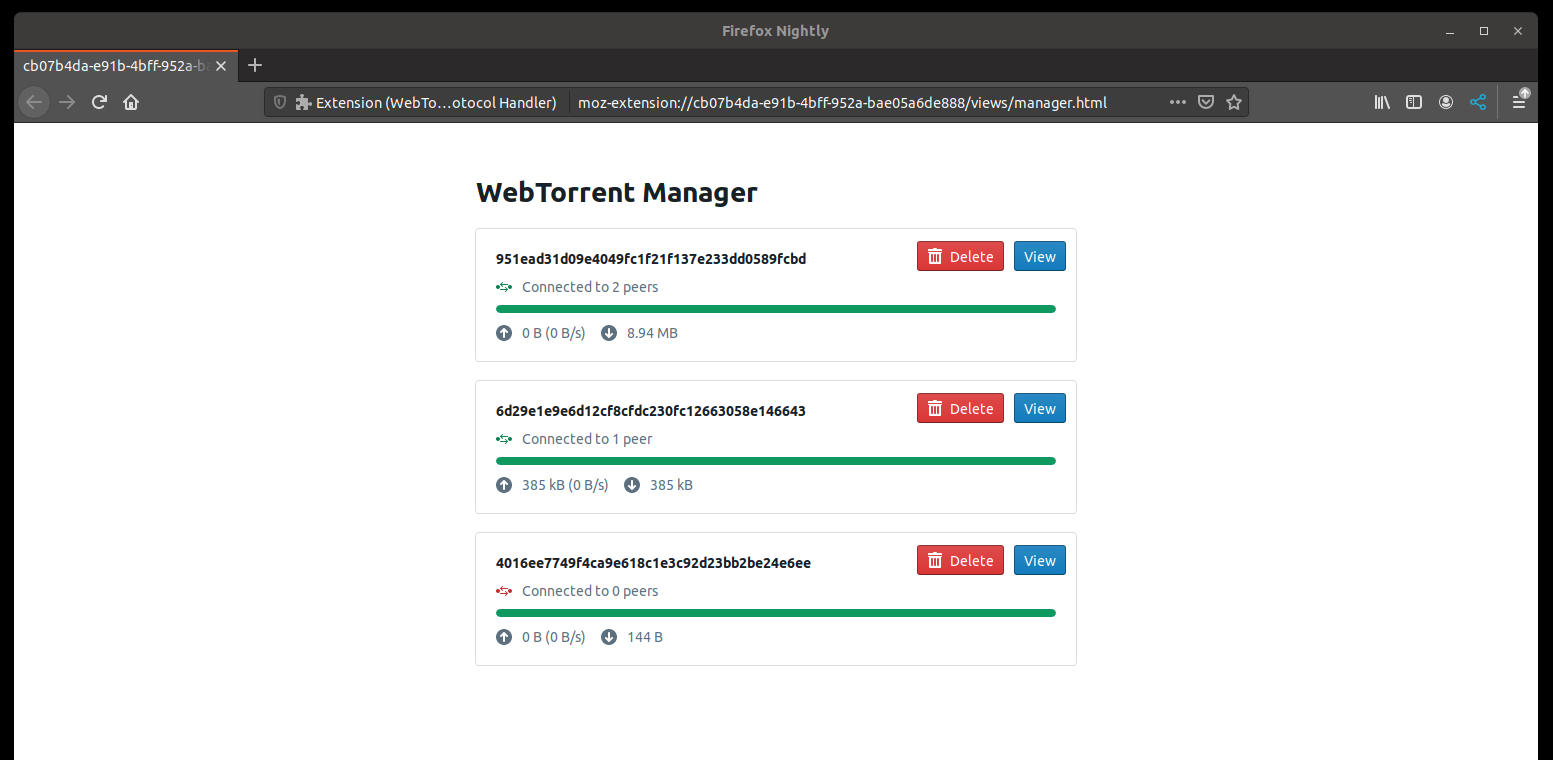 Firefox Nightly
cb07b4da-e91b-4bff-952a-ba
Extension (WebTo…otocol Handler) moz-extension://cb07b4da-e91b-4bff-952a-bae05a6de888/views/manager.html
WebTorrent Manager
951ead31d09e4049fc1f21f137e233dd0589fcbd Delete View
Connected to 2 peers
0 B (0 B/s) 8.94 MB
6d29e1e9e6d12cf8cfdc230fc12663058e146643 Delete View
Connected to 1 peer
385 kB (0 B/s) 385 kB
4016ee7749f4ca9e618c1e3c92d23bb2be24e6ee Delete View
Connected to 0 peers
0 B (0 B/s) 144 B